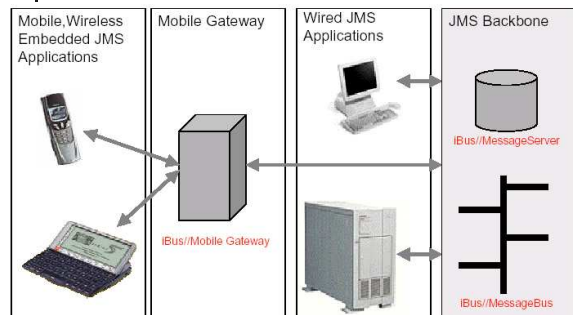 Mobile,Wireless
Embedded JMS
Applications
Mobile Gateway
Wired JMS
Applications
JMS Backbone
iBus//MessageServer
iBus//Mobile Gateway
iBus//MessageBus